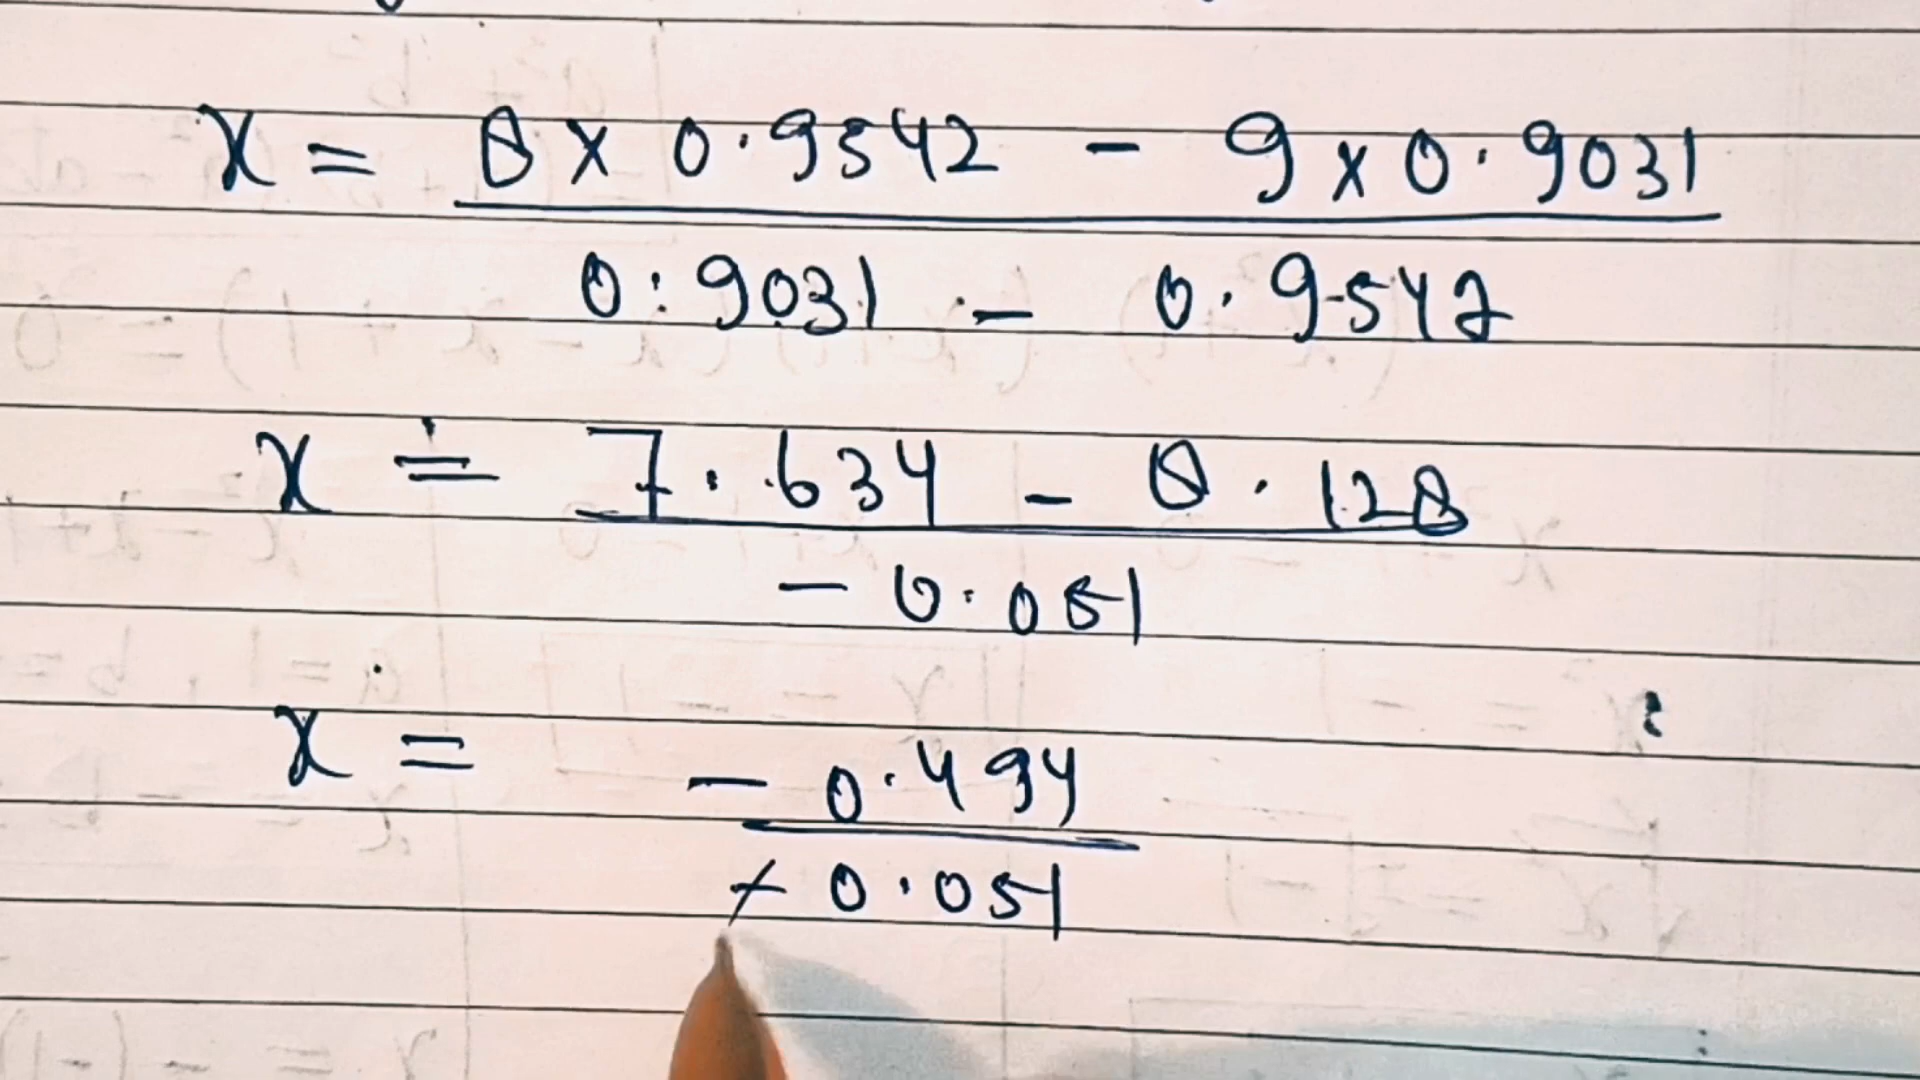 x = 8 x 0.9542 - 9 x 0.9031
0.9031 - 0.9542
x = 7.634 - 8.128
- 0.051
x = - 0.494
- 0.051